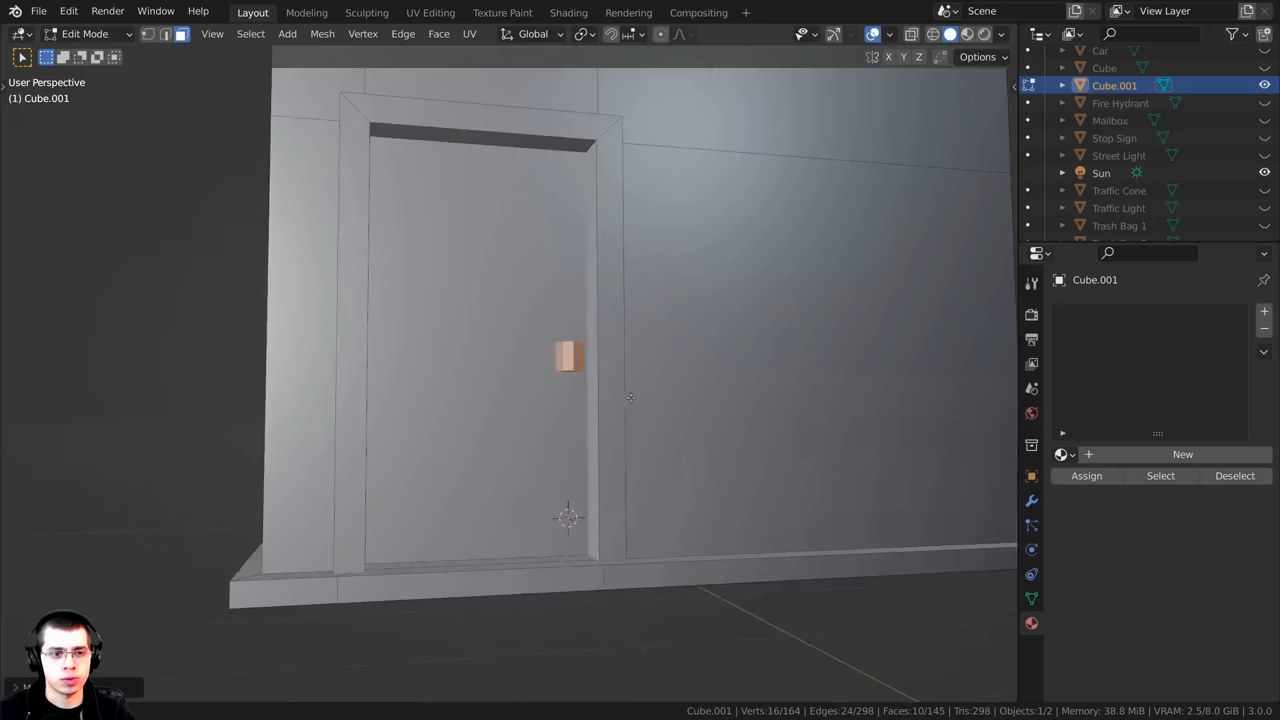 File Edit Render Window Help Layout Modeling Sculpting UV Editing Texture Paint Shading Rendering Compositing + Scene View Layer
Edit Mode View Select Add Mesh Vertex Edge Face UV Global
X Y Z Options
User Perspective
(1) Cube.001
Car
Cube
Cube.001
Fire Hydrant
Mailbox
Stop Sign
Street Light
Sun
Traffic Cone
Traffic Light
Trash Bag 1
Cube.001
New
Assign Select Deselect
Cube.001 | Verts:16/164 | Edges:24/298 | Faces:10/145 | Tris:298 | Objects:1/2 | Memory: 38.8 MiB | VRAM: 2.5/8.0 GiB | 3.0.0